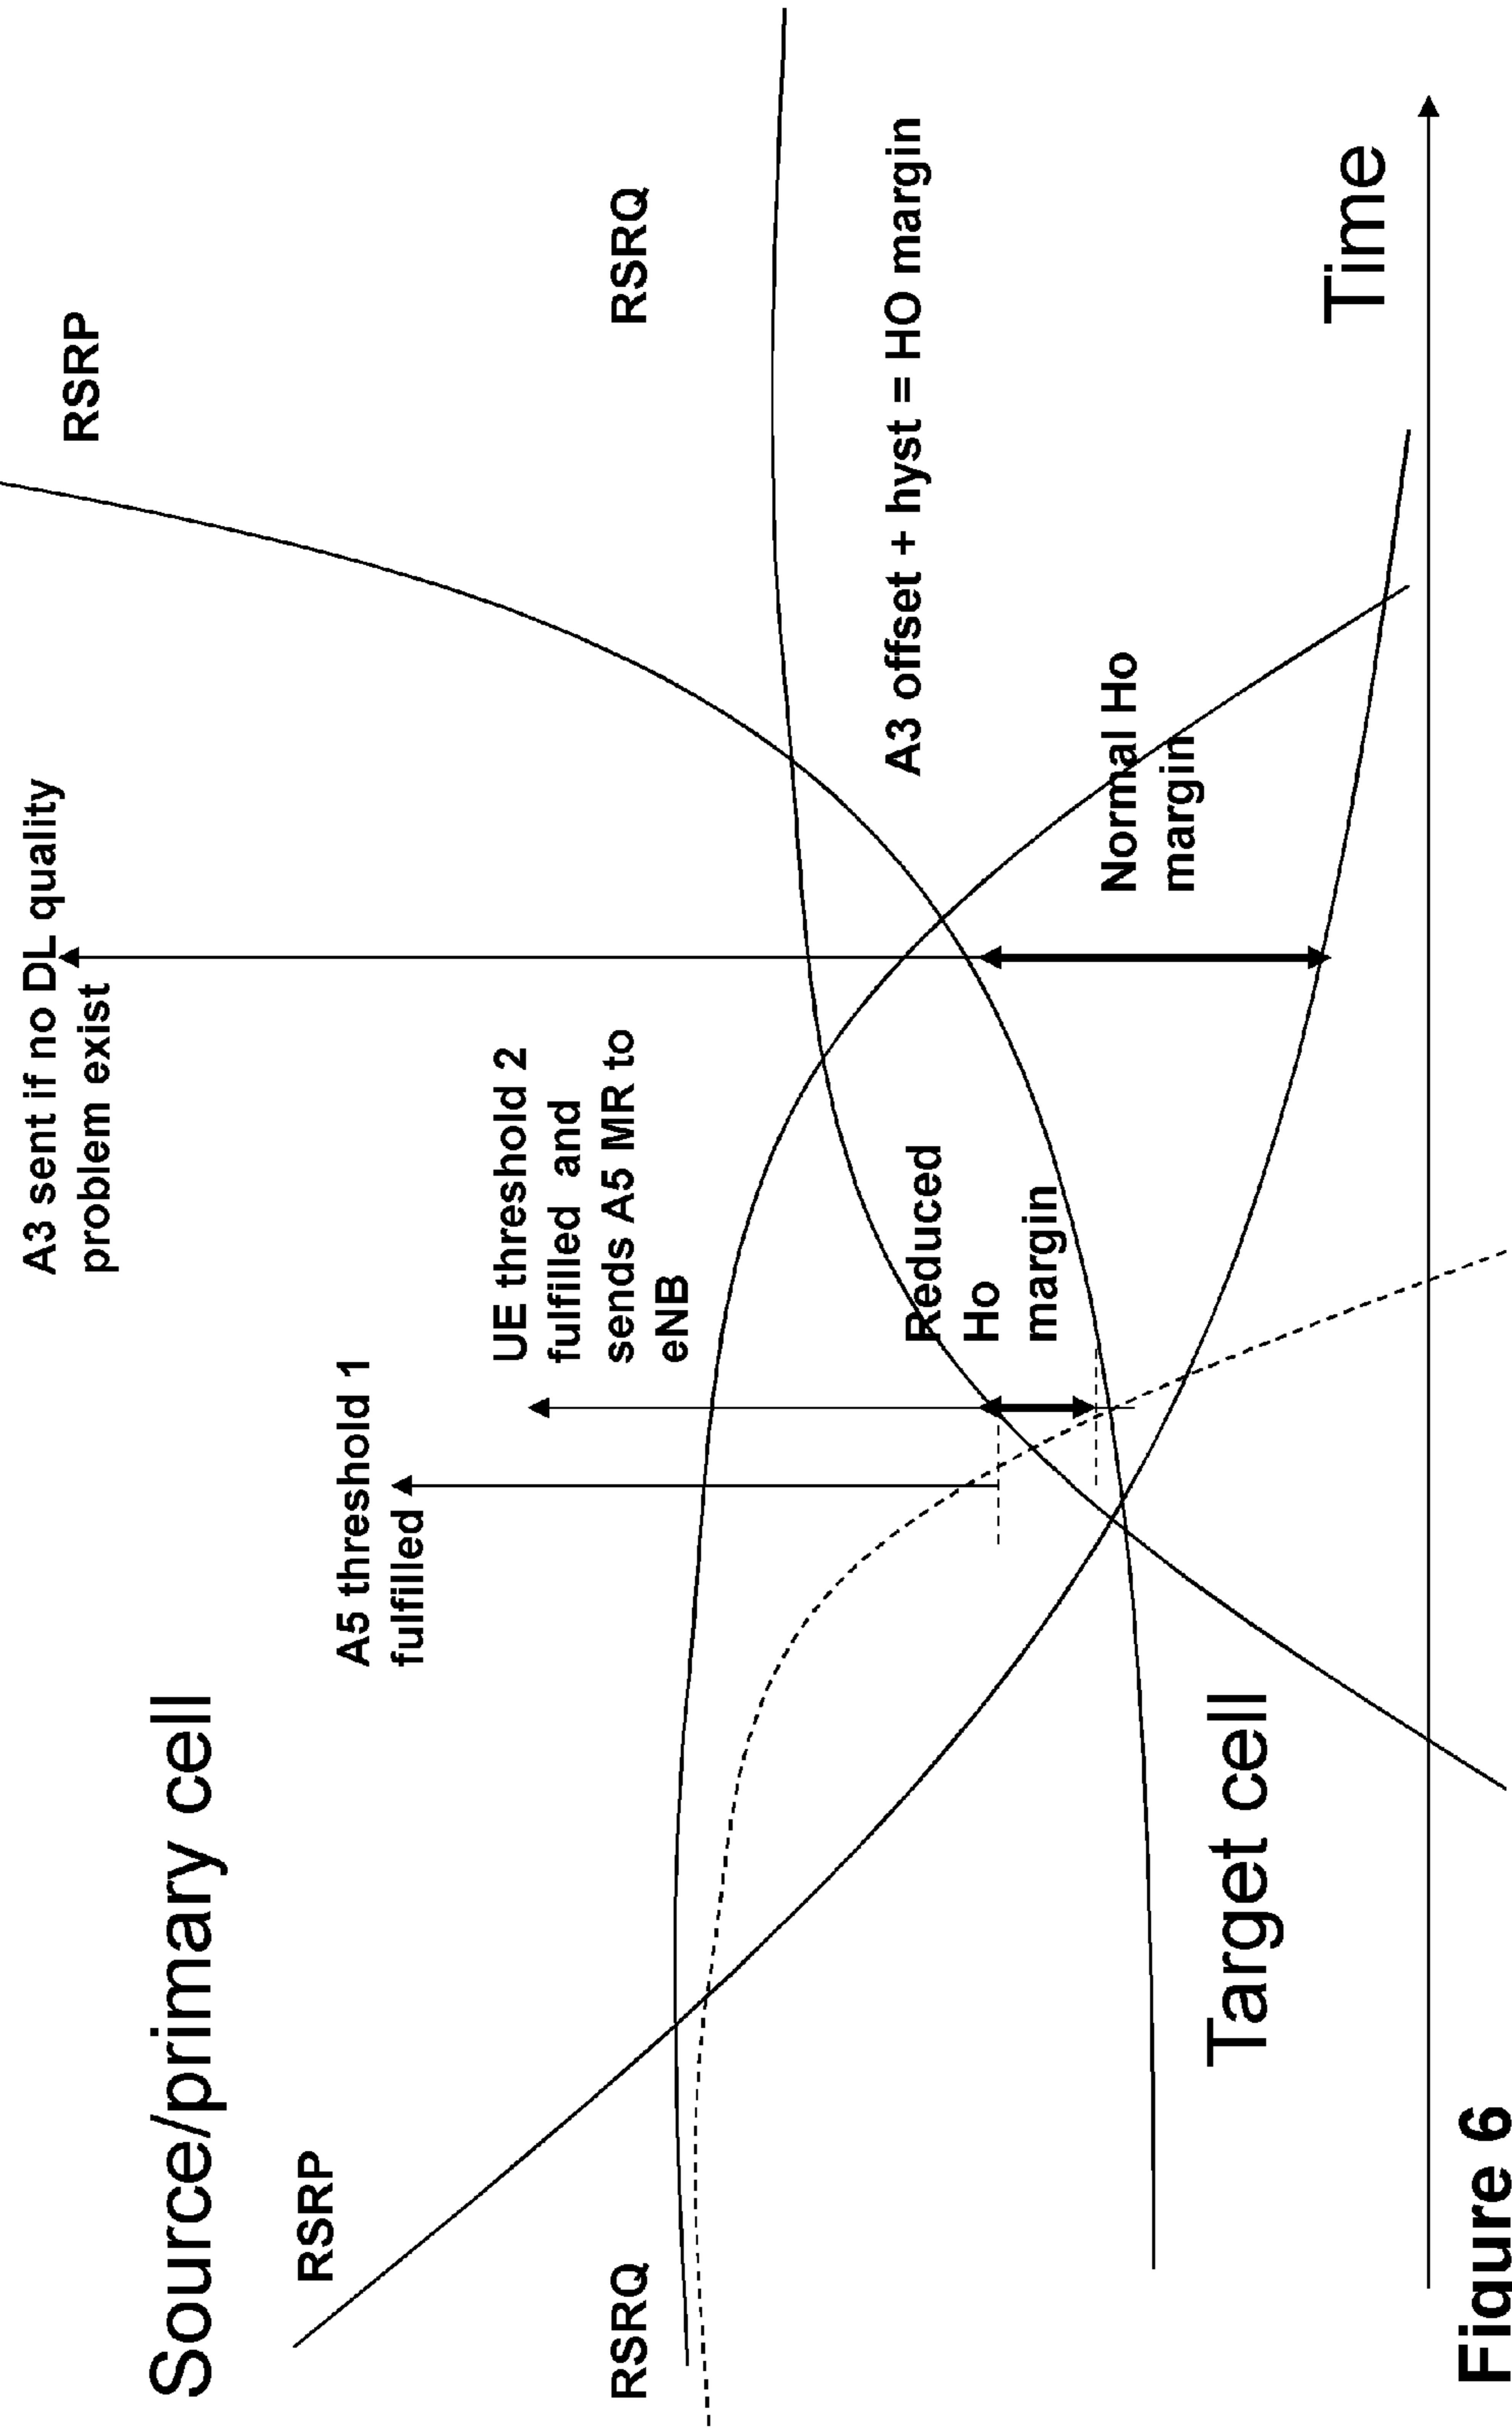 Source/primary cell
RSRP
RSRQ
A5 threshold 1
fulfilled
UE threshold 2
fulfilled and
sends A5 MR to
eNB
A3 sent if no DL quality
problem exist
RSRP
RSRQ
Reduced
Ho
margin
A3 offset + hyst = HO margin
Normal Ho
margin
Target cell
Time
Figure 6